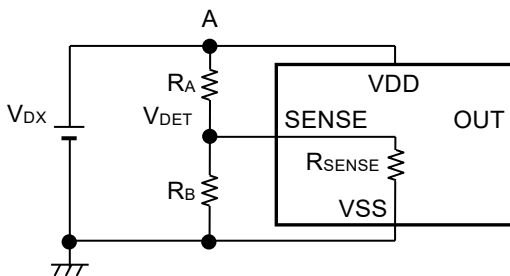 A
RA
VDD
VDX
VDET
SENSE
OUT
RSENSE
RB
VSS